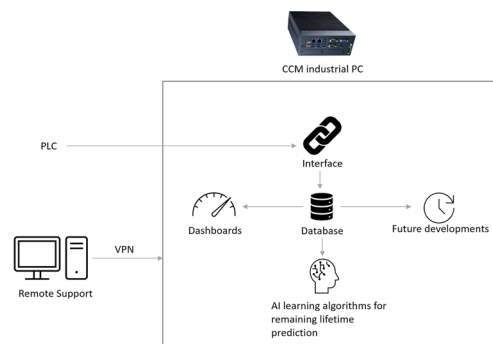 CCM industrial PC
PLC
Interface
Dashboards
Database
Future developments
VPN
Remote Support
AI learning algorithms for
remaining lifetime
prediction